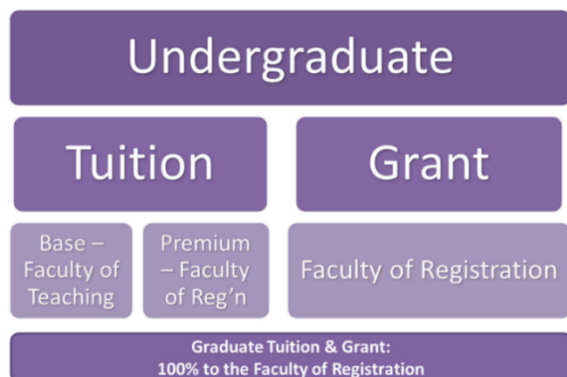 Undergraduate
Tuition
Grant
Base –
Faculty of
Teaching
Premium
– Faculty
of Reg'n
Faculty of Registration
Graduate Tuition & Grant:
100% to the Faculty of Registration